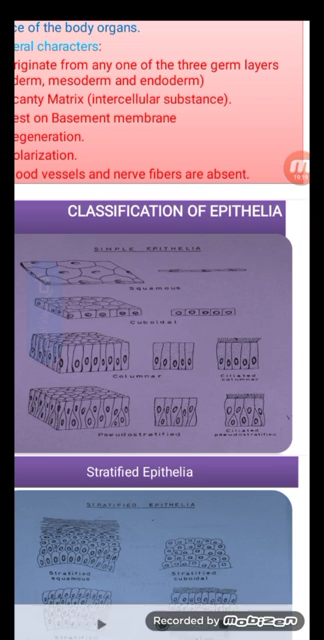 ce of the body organs.
eral characters:
riginate from any one of the three germ layers
derm, mesoderm and endoderm)
canty Matrix (intercellular substance).
est on Basement membrane
egeneration.
olarization.
ood vessels and nerve fibers are absent.
CLASSIFICATION OF EPITHELIA
SIMPLE EPITHELIA
Squamous
Cuboidal
Columnar
Ciliated
columnar
Pseudostratified
Ciliated
pseudostratified
Stratified Epithelia
STRATIFIED EPITHELIA
Stratified
squamous
Stratified
cuboidal
Recorded by Mobizen